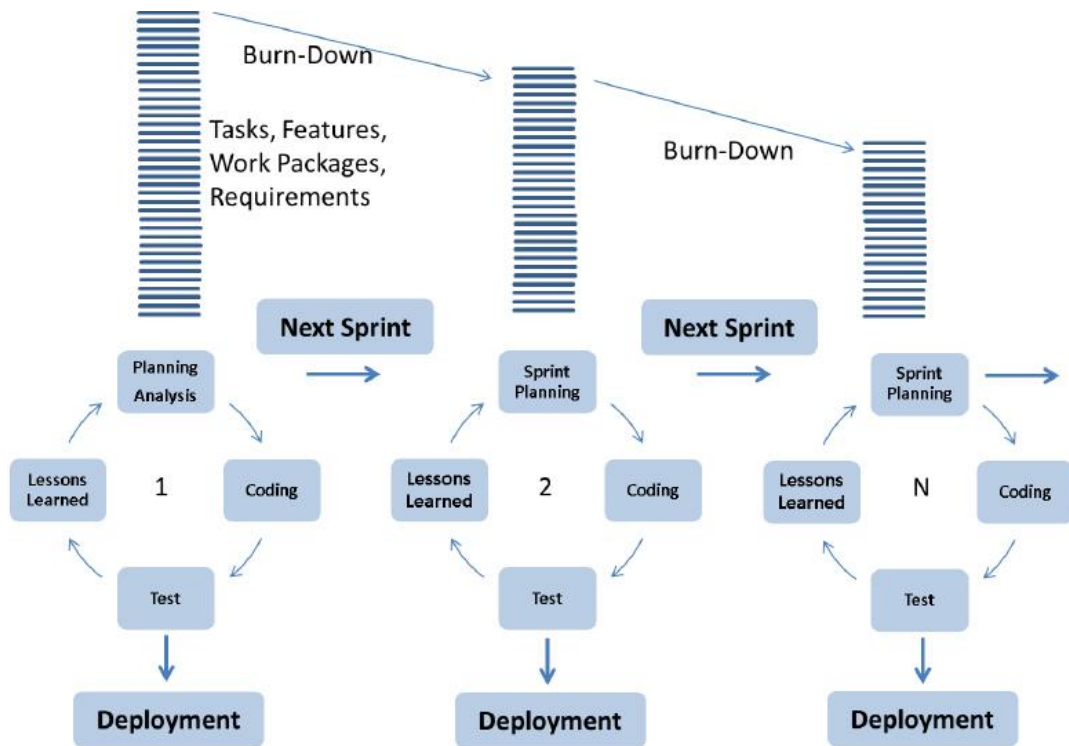 Burn-Down
Tasks, Features,
Work Packages,
Requirements
Burn-Down
Next Sprint
Next Sprint
Planning
Analysis
Lessons
Learned
1
Coding
Test
Deployment
Sprint
Planning
Lessons
Learned
2
Coding
Test
Deployment
Sprint
Planning
Lessons
Learned
N
Coding
Test
Deployment